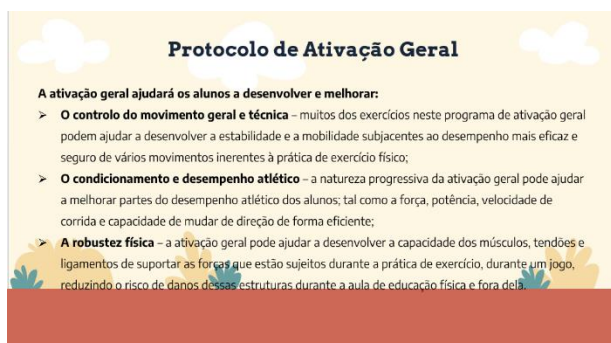 Protocolo de Ativação Geral
A ativação geral ajudará os alunos a desenvolver e melhorar:
➢ O controlo do movimento geral e técnica – muitos dos exercícios neste programa de ativação geral
podem ajudar a desenvolver a estabilidade e a mobilidade subjacentes ao desempenho mais eficaz e
seguro de vários movimentos inerentes à prática de exercício físico;
➢ O condicionamento e desempenho atlético – a natureza progressiva da ativação geral pode ajudar
a melhorar partes do desempenho atlético dos alunos; tal como a força, potência, velocidade de
corrida e capacidade de mudar de direção de forma eficiente;
➢ A robustez física – a ativação geral pode ajudar a desenvolver a capacidade dos músculos, tendões e
ligamentos de suportar as forças que estão sujeitos durante a prática de exercício, durante um jogo,
reduzindo o risco de danos dessas estruturas durante a aula de educação física e fora dela.